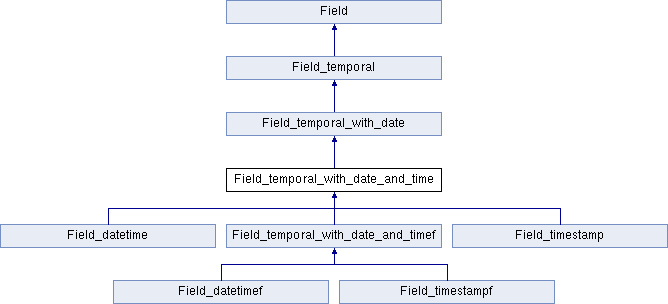 Field
Field_temporal
Field_temporal_with_date
Field_temporal_with_date_and_time
Field_datetime
Field_temporal_with_date_and_timef
Field_timestamp
Field_datetimef
Field_timestampf